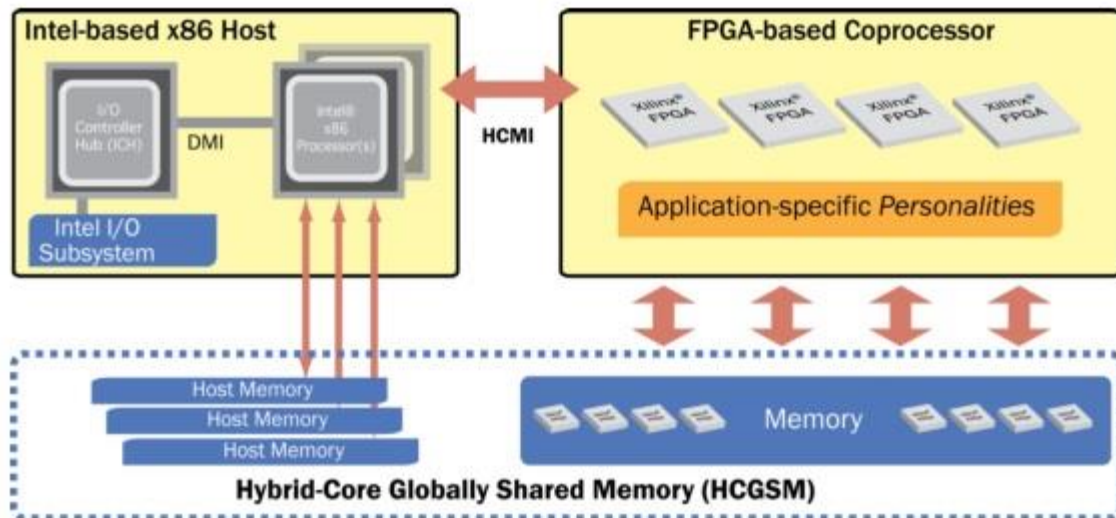 Intel-based x86 Host
I/O
Controller
Hub (ICH)
DMI
Intel®
x86
Processor(s)
Intel I/O
Subsystem
HCMI
FPGA-based Coprocessor
Xilinx®
FPGA
Xilinx®
FPGA
Xilinx®
FPGA
Xilinx®
FPGA
Application-specific Personalities
Host Memory
Host Memory
Host Memory
Memory
Hybrid-Core Globally Shared Memory (HCGSM)